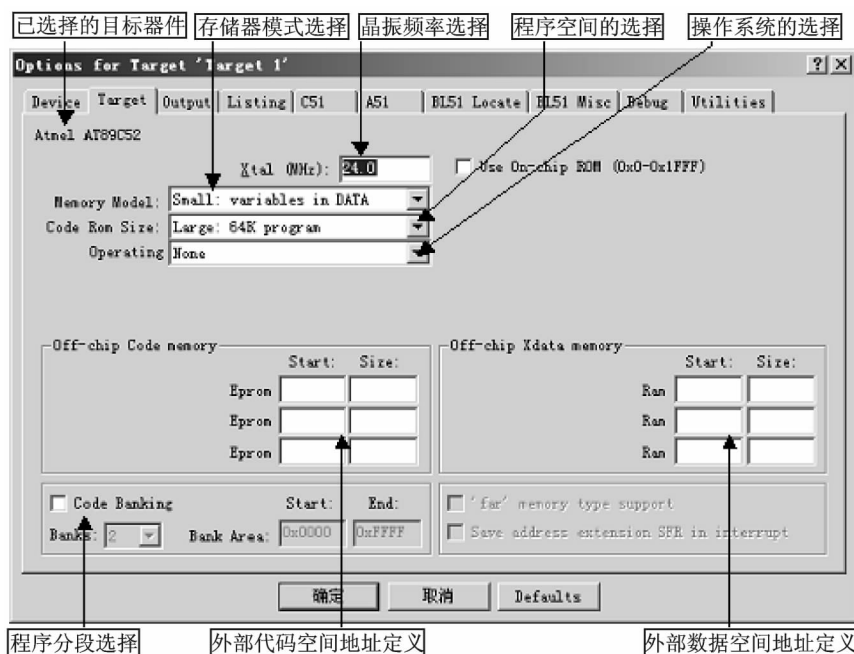 已选择的目标器件 存储器模式选择 晶振频率选择 程序空间的选择 操作系统的选择
Options for Target 'Target 1'
Device Target Output Listing C51 A51 BL51 Locate BL51 Misc Debug Utilities
Atmel AT89C52
Xtal (MHz): 24.0 Use On-chip ROM (0x0-0x1FFF)
Memory Model: Small: variables in DATA
Code Rom Size: Large: 64K program
Operating None
Off-chip Code memory Off-chip Xdata memory
Start: Size: Start: Size:
Eprom Ram
Eprom Ram
Eprom Ram
Code Banking Start: End: 'far' memory type support
Banks: 2 Bank Area: 0x0000 0xFFFF Save address extension SFR in interrupt
确定 取消 Defaults
程序分段选择 外部代码空间地址定义 外部数据空间地址定义